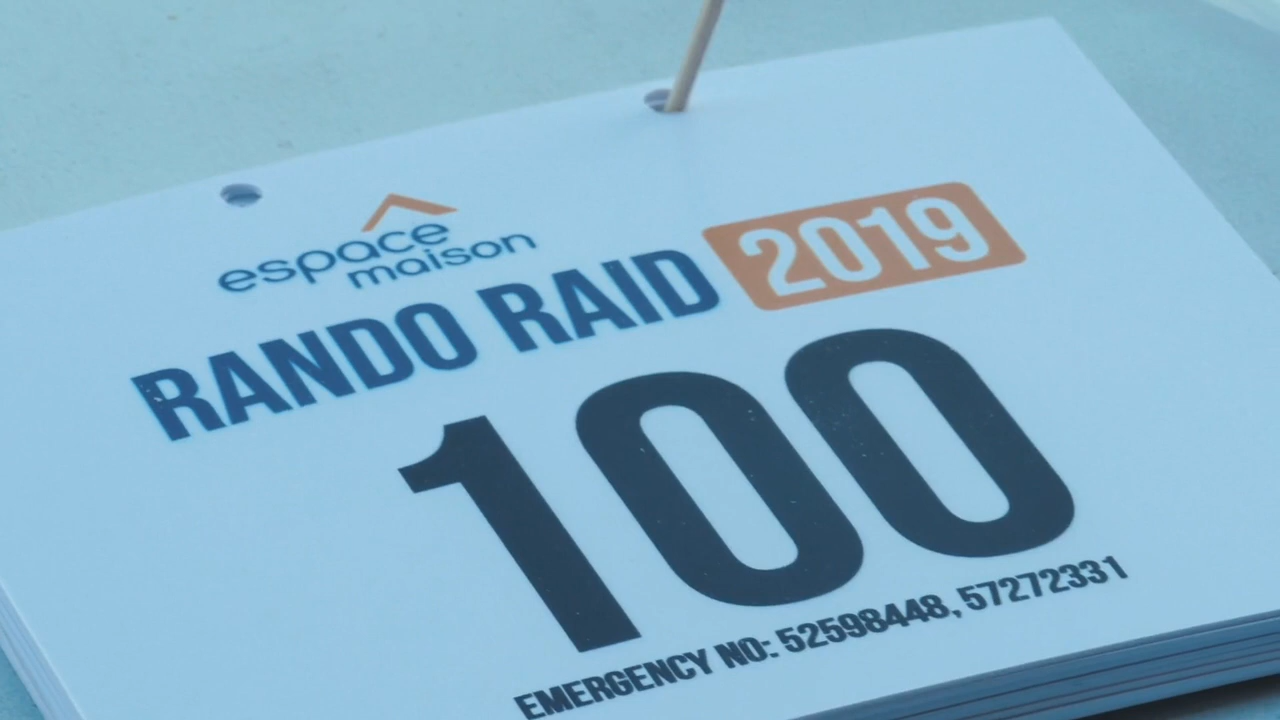 espace
maison
RANDO RAID 2019
100
EMERGENCY NO: 52598448, 57272331